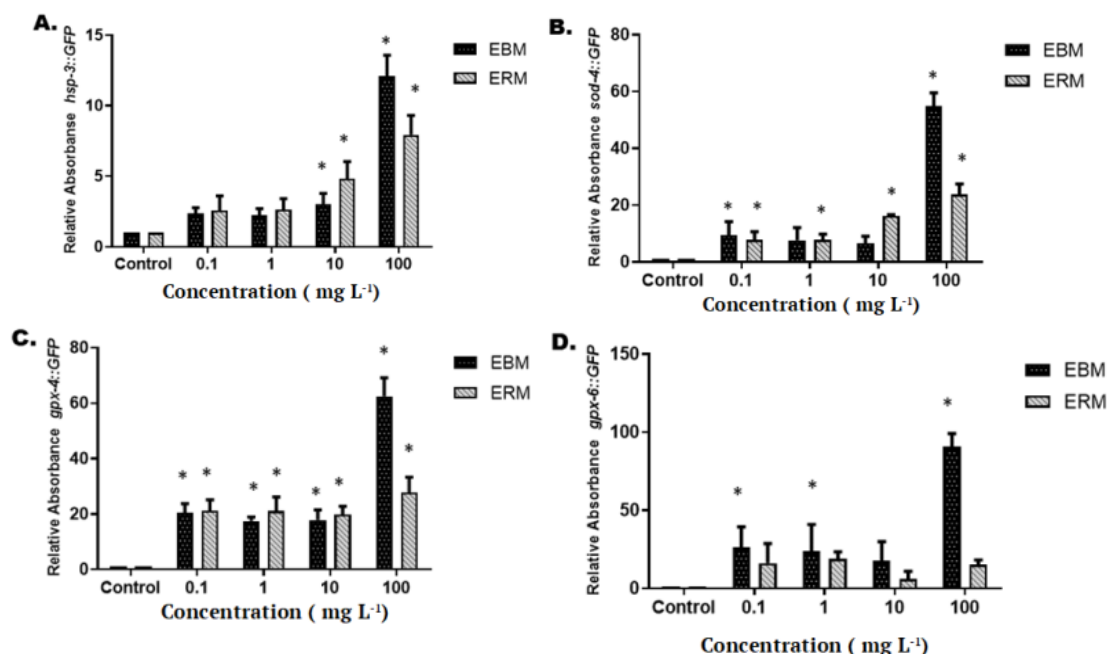 A.
Relative Absorbanse hsp-3::GFP
15
10
5
0
Control 0.1 1 10 100
Concentration ( mg L⁻¹)
* * * *
EBM
ERM
B.
Relative Absorbance sod-4::GFP
80
60
40
20
0
Control 0.1 1 10 100
Concentration ( mg L⁻¹)
* * * * * *
EBM
ERM
C.
Relative Absorbance gpx-4::GFP
80
60
40
20
0
Control 0.1 1 10 100
Concentration ( mg L⁻¹)
* * * * * * * *
EBM
ERM
D.
Relative Absorbance gpx-6::GFP
150
100
50
0
Control 0.1 1 10 100
Concentration ( mg L⁻¹)
* * *
EBM
ERM